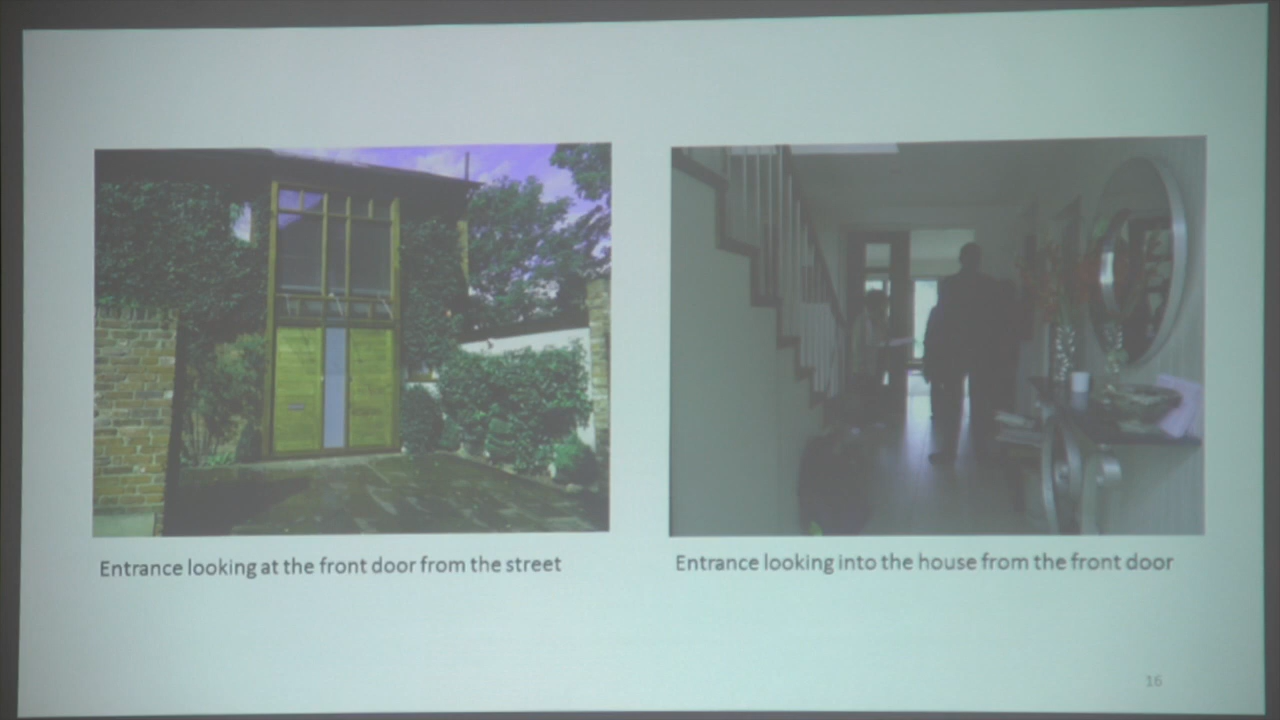 Entrance looking at the front door from the street
Entrance looking into the house from the front door
16